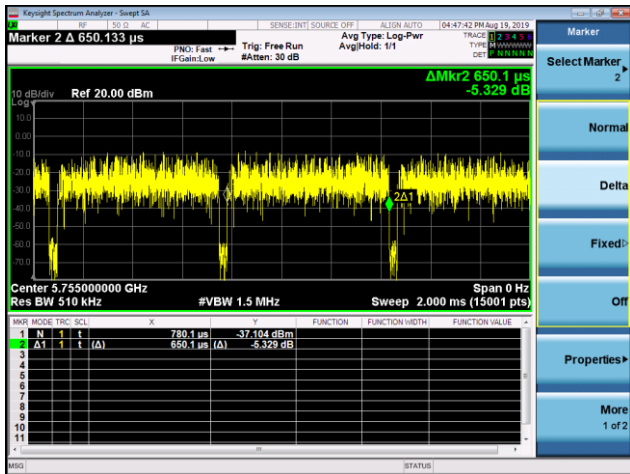 Keysight Spectrum Analyzer - Swept SA
RF 50 Ω AC SENSE:INT SOURCE OFF ALIGN AUTO 04:47:42 PM Aug 19, 2019
Marker 2 Δ 650.133 µs
PNO: Fast Trig: Free Run Avg Type: Log-Pwr TRACE 1 2 3 4 5 6
IFGain:Low #Atten: 30 dB Avg|Hold: 1/1 TYPE M WWWWW
DET P N N N N N
ΔMkr2 650.1 µs
-5.329 dB
10 dB/div Ref 20.00 dBm
Log
10.0
0.00
-10.0
-20.0
-30.0
-40.0
-50.0
-60.0
-70.0
2Δ1
Center 5.755000000 GHz Span 0 Hz
Res BW 510 kHz #VBW 1.5 MHz Sweep 2.000 ms (15001 pts)
MKR MODE TRC SCL X Y FUNCTION FUNCTION WIDTH FUNCTION VALUE
1 N 1 t 780.1 µs -37.104 dBm
2 Δ1 1 t (Δ) 650.1 µs (Δ) -5.329 dB
3
4
5
6
7
8
9
10
11
MSG STATUS
Marker
Select Marker
2
Normal
Delta
Fixed
Off
Properties
More
1 of 2